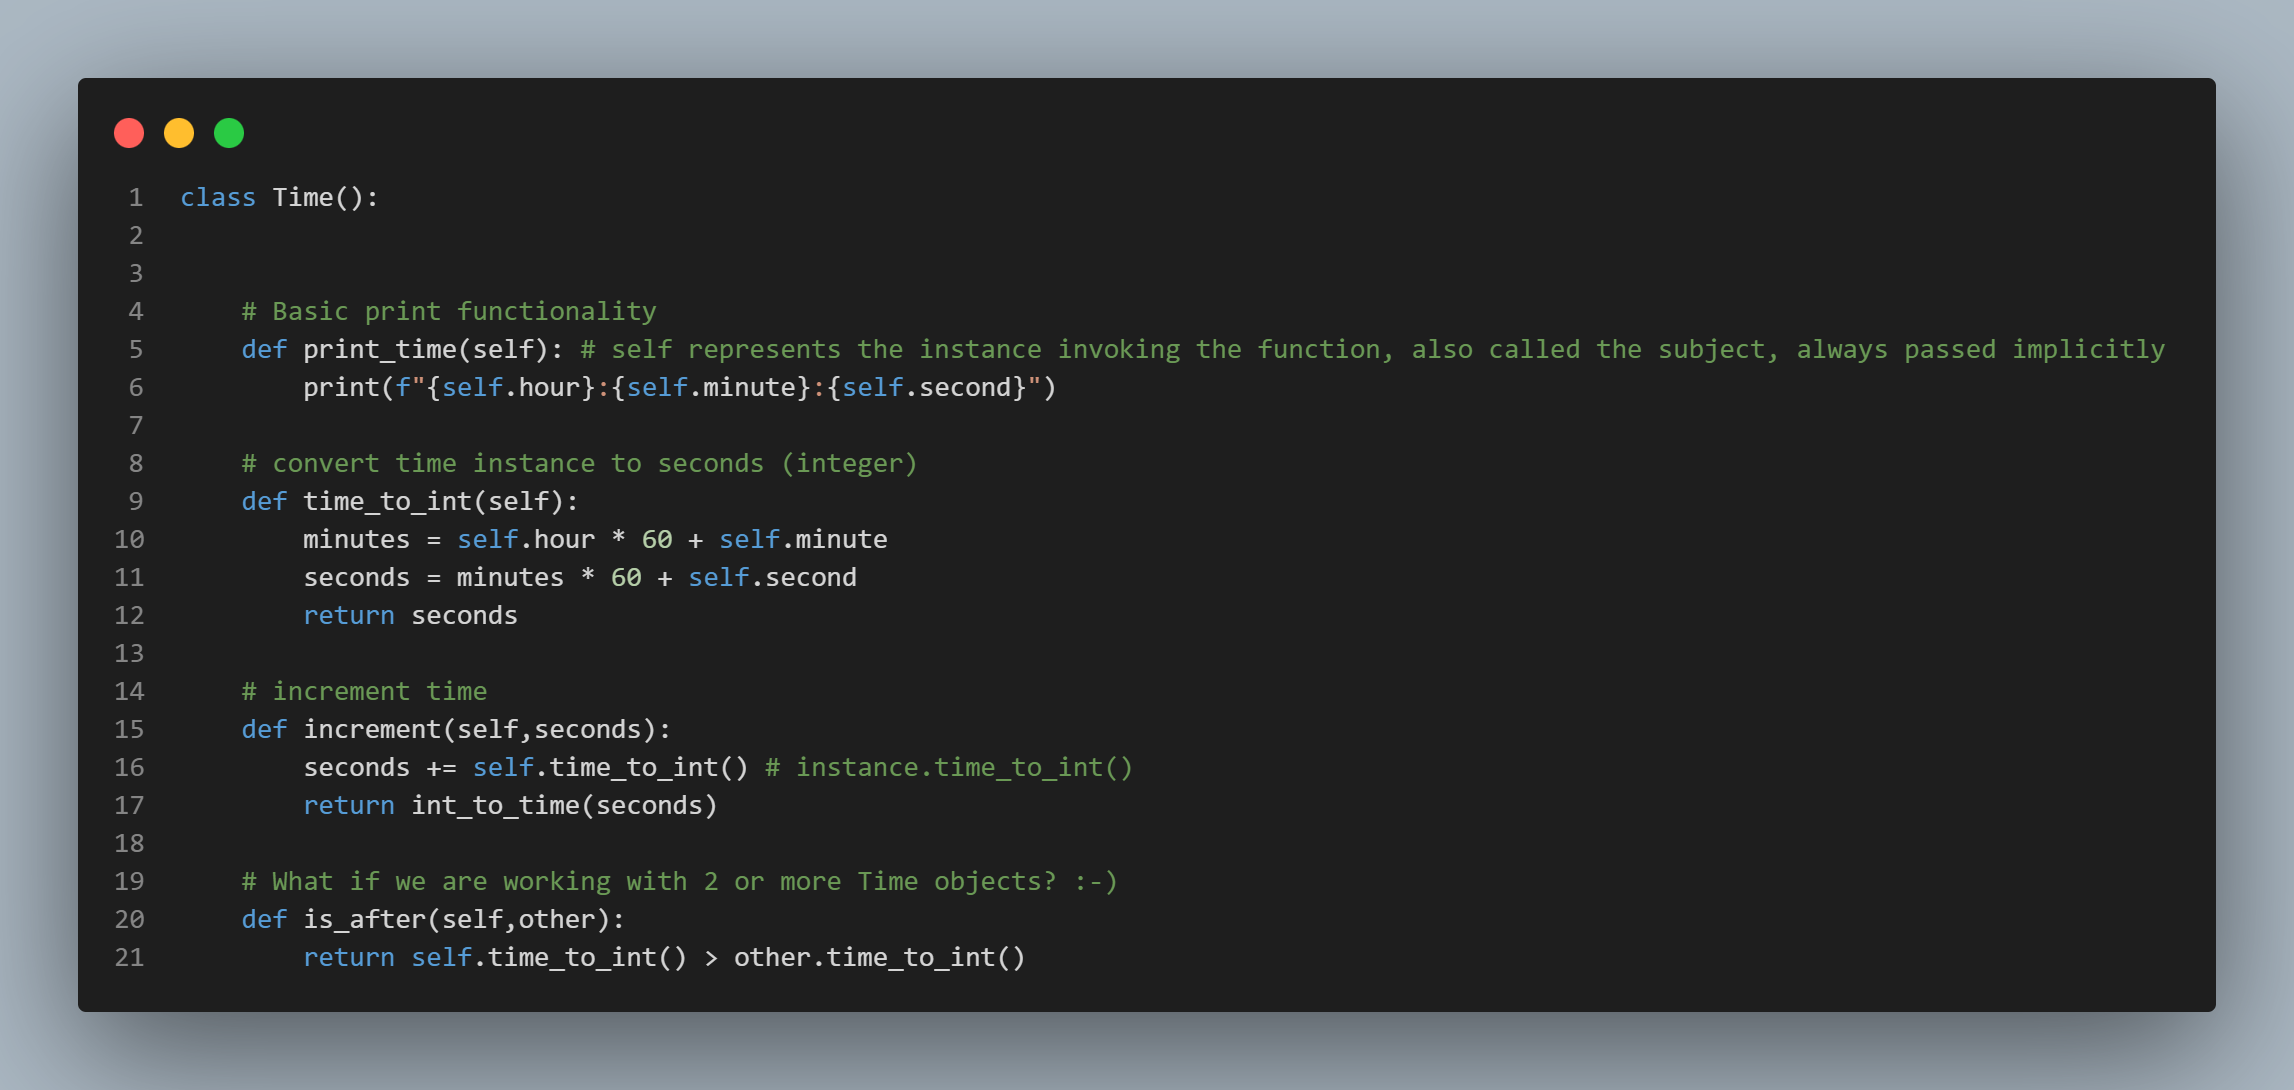 1 class Time():
2
3
4     # Basic print functionality
5     def print_time(self): # self represents the instance invoking the function, also called the subject, always passed implicitly
6         print(f"{self.hour}:{self.minute}:{self.second}")
7
8     # convert time instance to seconds (integer)
9     def time_to_int(self):
10         minutes = self.hour * 60 + self.minute
11         seconds = minutes * 60 + self.second
12         return seconds
13
14     # increment time
15     def increment(self,seconds):
16         seconds += self.time_to_int() # instance.time_to_int()
17         return int_to_time(seconds)
18
19     # What if we are working with 2 or more Time objects? :-)
20     def is_after(self,other):
21         return self.time_to_int() > other.time_to_int()